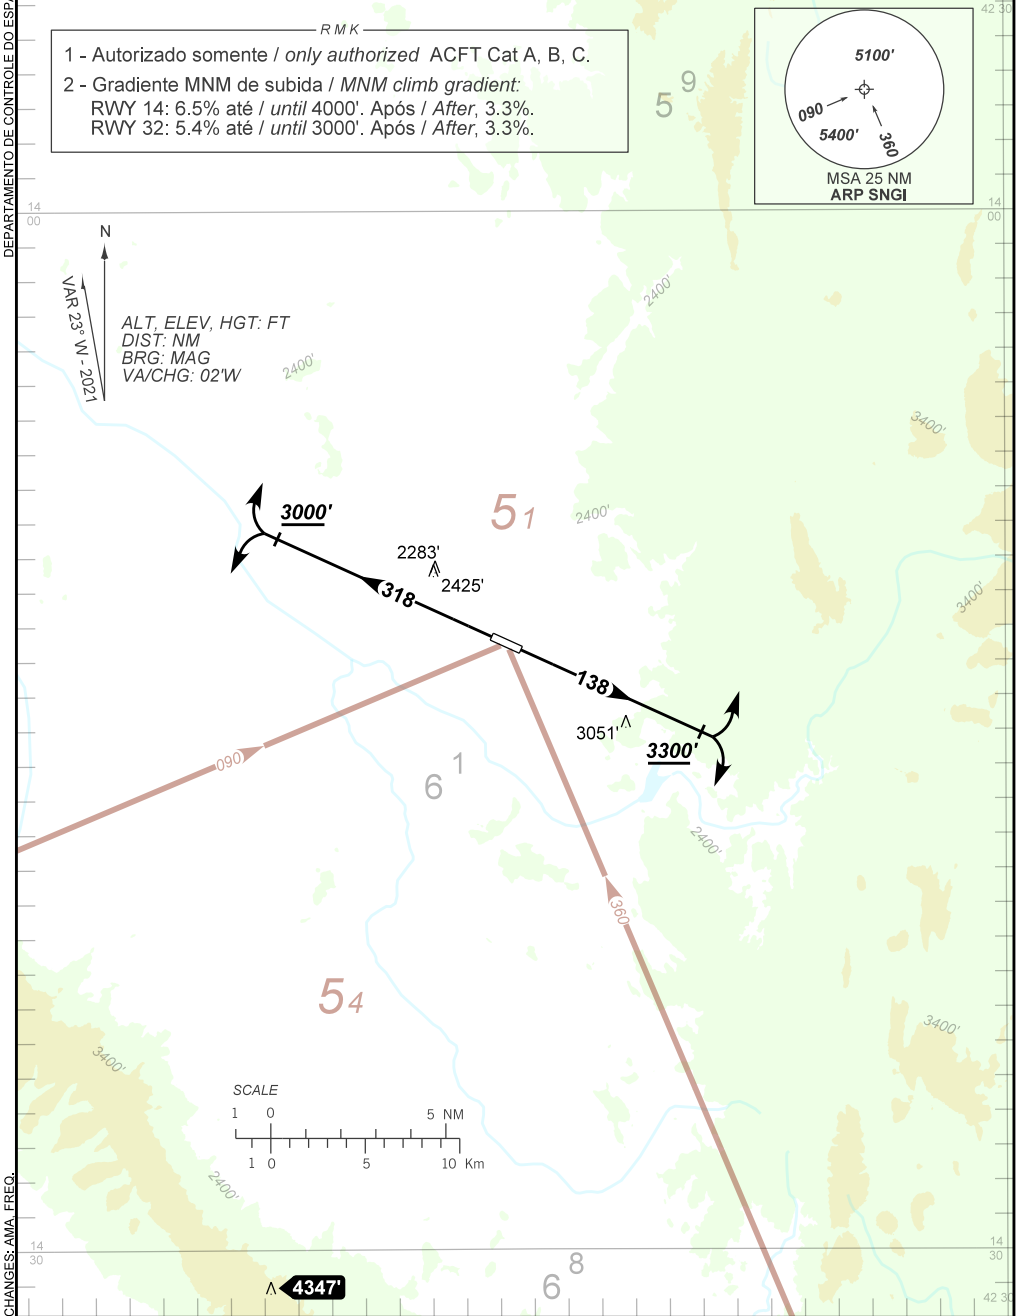 RMK
1 - Autorizado somente / only authorized ACFT Cat A, B, C.
2 - Gradiente MNM de subida / MNM climb gradient:
RWY 14: 6.5% até / until 4000'. Após / After, 3.3%.
RWY 32: 5.4% até / until 3000'. Após / After, 3.3%.
5100'
090
5400'
360
MSA 25 NM
ARP SNGI
42 30
5 9
14
00
14
00
DEPARTAMENTO DE CONTROLE DO
N
VAR 23° W - 2021
ALT, ELEV, HGT: FT
DIST: NM
BRG: MAG
VA/CHG: 02'W
2400'
2400'
3400'
3000'
51
2400'
2283'
2425'
318
3400'
138
3051'
3300'
090
6 1
2400'
360
54
3400'
3400'
SCALE
1 0 5 NM
1 0 5 10 Km
2400'
CHANGES: AMA, FREQ.
14
30
14
30
6 8
4347'
42 30